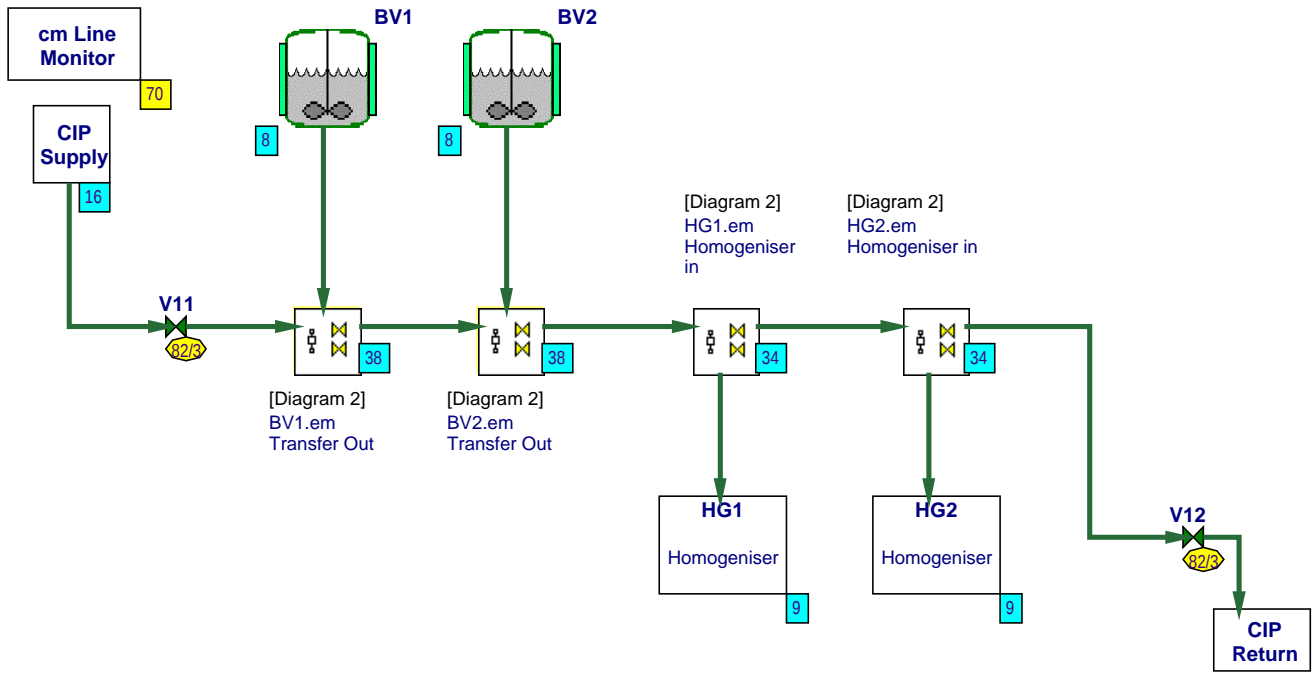 cm Line
Monitor
70
CIP
Supply
16
BV1
8
BV2
8
V11
82/3
38
[Diagram 2]
BV1.em
Transfer Out
38
[Diagram 2]
BV2.em
Transfer Out
[Diagram 2]
HG1.em
Homogeniser
in
34
[Diagram 2]
HG2.em
Homogeniser in
34
HG1
Homogeniser
9
HG2
Homogeniser
9
V12
82/3
CIP
Return